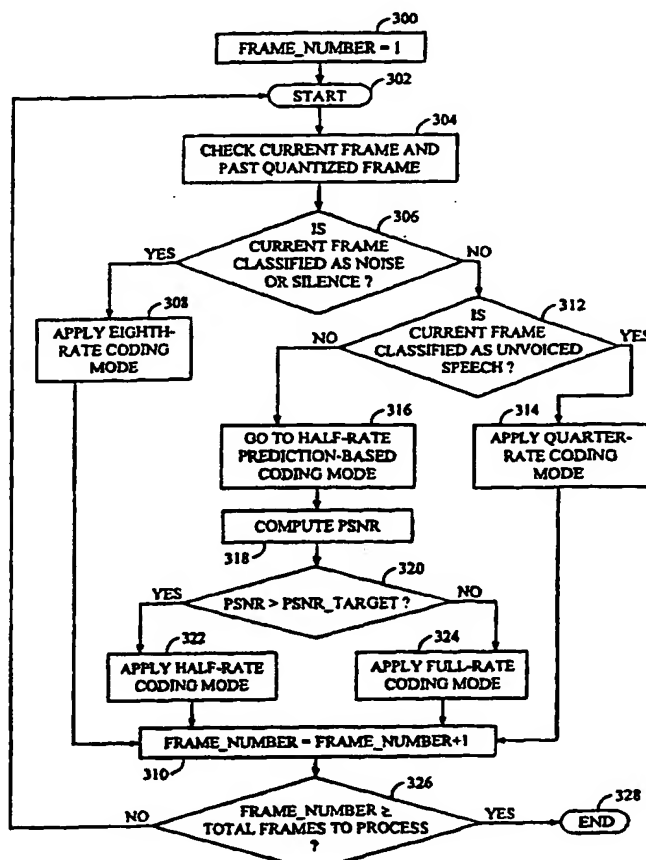 300
FRAME_NUMBER = 1
302
START
304
CHECK CURRENT FRAME AND
PAST QUANTIZED FRAME
306
IS
CURRENT FRAME
CLASSIFIED AS NOISE
OR SILENCE ?
YES
NO
308
APPLY EIGHTH-
RATE CODING
MODE
312
IS
CURRENT FRAME
CLASSIFIED AS UNVOICED
SPEECH ?
NO
YES
316
GO TO HALF-RATE
PREDICTION-BASED
CODING MODE
314
APPLY QUARTER-
RATE CODING
MODE
COMPUTE PSNR
318
320
YES
PSNR > PSNR_TARGET ?
NO
322
APPLY HALF-RATE
CODING MODE
324
APPLY FULL-RATE
CODING MODE
FRAME_NUMBER = FRAME_NUMBER+1
310
326
NO
FRAME_NUMBER ≥
TOTAL FRAMES TO PROCESS
?
YES
328
END